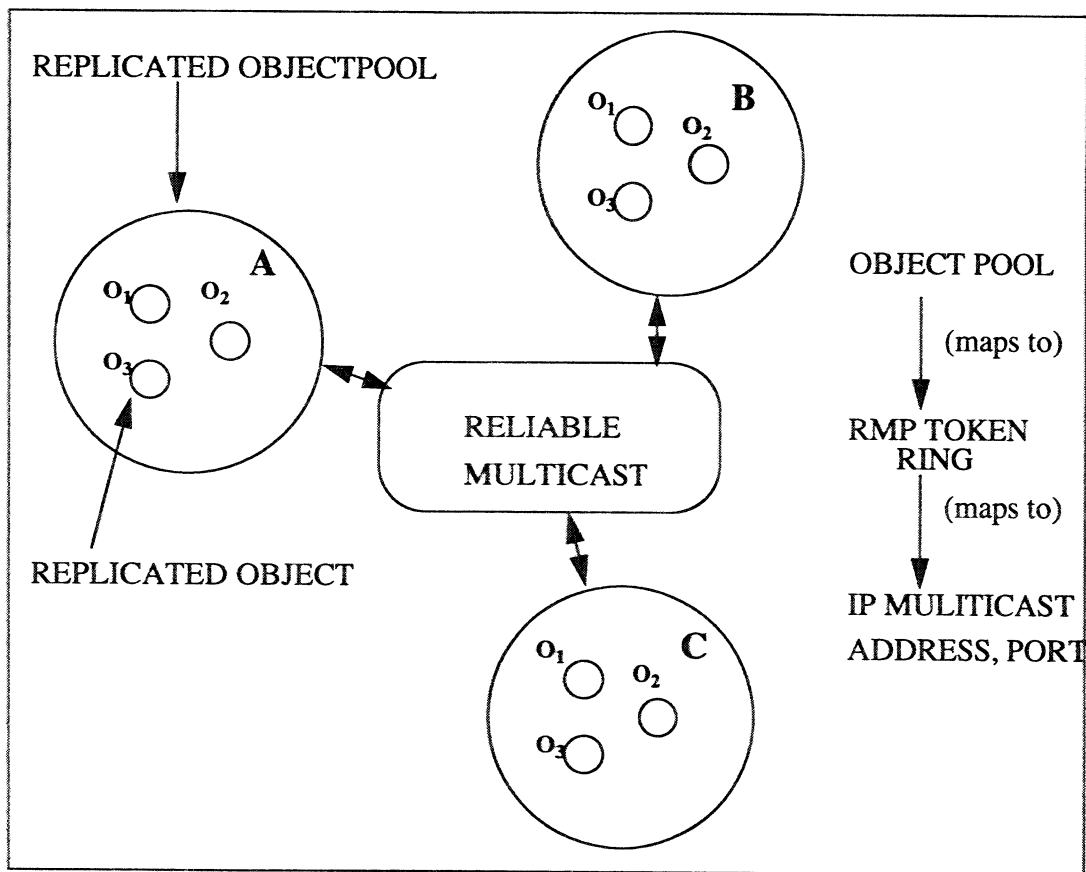 REPLICATED OBJECTPOOL
A
O₁
O₂
O₃
REPLICATED OBJECT
B
O₁
O₂
O₃
RELIABLE
MULTICAST
C
O₁
O₂
O₃
OBJECT POOL
(maps to)
RMP TOKEN
RING
(maps to)
IP MULITICAST
ADDRESS, PORT